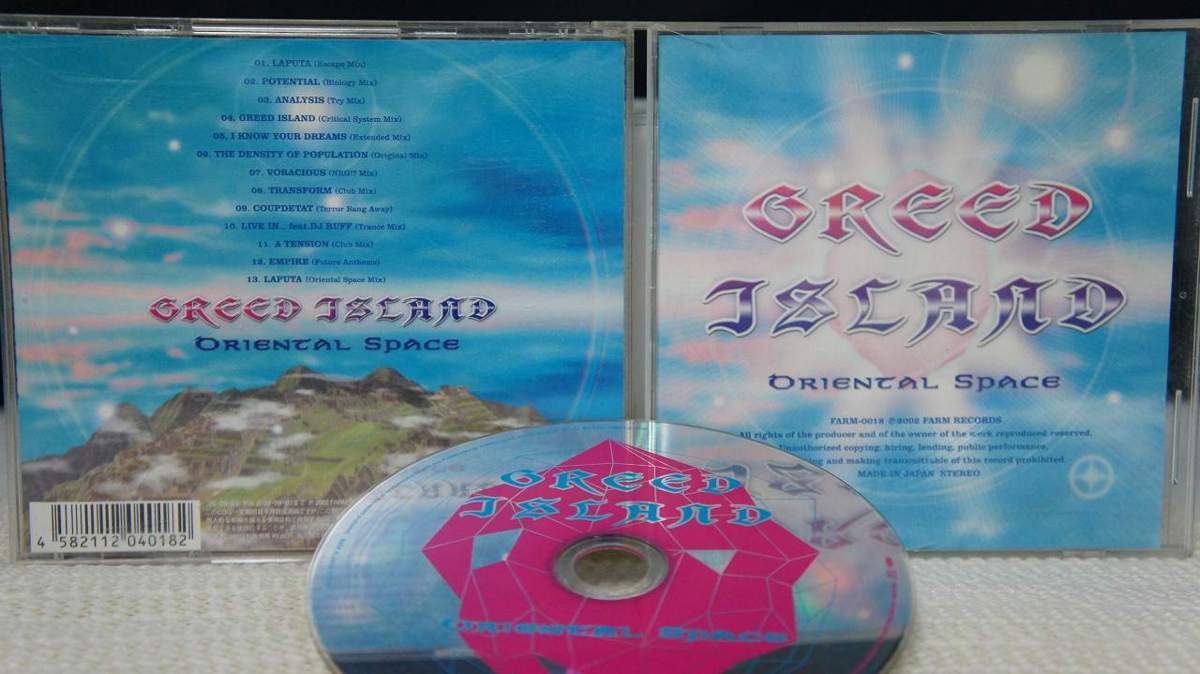 01. LAPUTA (Escape Mix)
02. POTENTIAL (Biology Mix)
03. ANALYSIS (Try Mix)
04. GREED ISLAND (Critical System Mix)
05. I KNOW YOUR DREAMS (Extended Mix)
06. THE DENSITY OF POPULATION (Original Mix)
07. VORACIOUS (NRG!? Mix)
08. TRANSFORM (Club Mix)
09. COUPDETAT (Terror Bang Away)
10. LIVE IN... feat.DJ RUFF (Trance Mix)
11. A TENSION (Club Mix)
12. EMPIRE (Future Anthems)
13. LAPUTA (Oriental Space Mix)
GREED ISLAND
ORIENTAL SPACE
4 582112 040182
GREED
ISLAND
ORIENTAL SPACE
FARM-0018 ℗2002 FARM RECORDS
All rights of the producer and of the owner of the work reproduced reserved.
Unauthorized copying, hiring, lending, public performance,
and making transmittable of this record prohibited.
MADE IN JAPAN STEREO
GREED
ISLAND
ORIENTAL SPACE